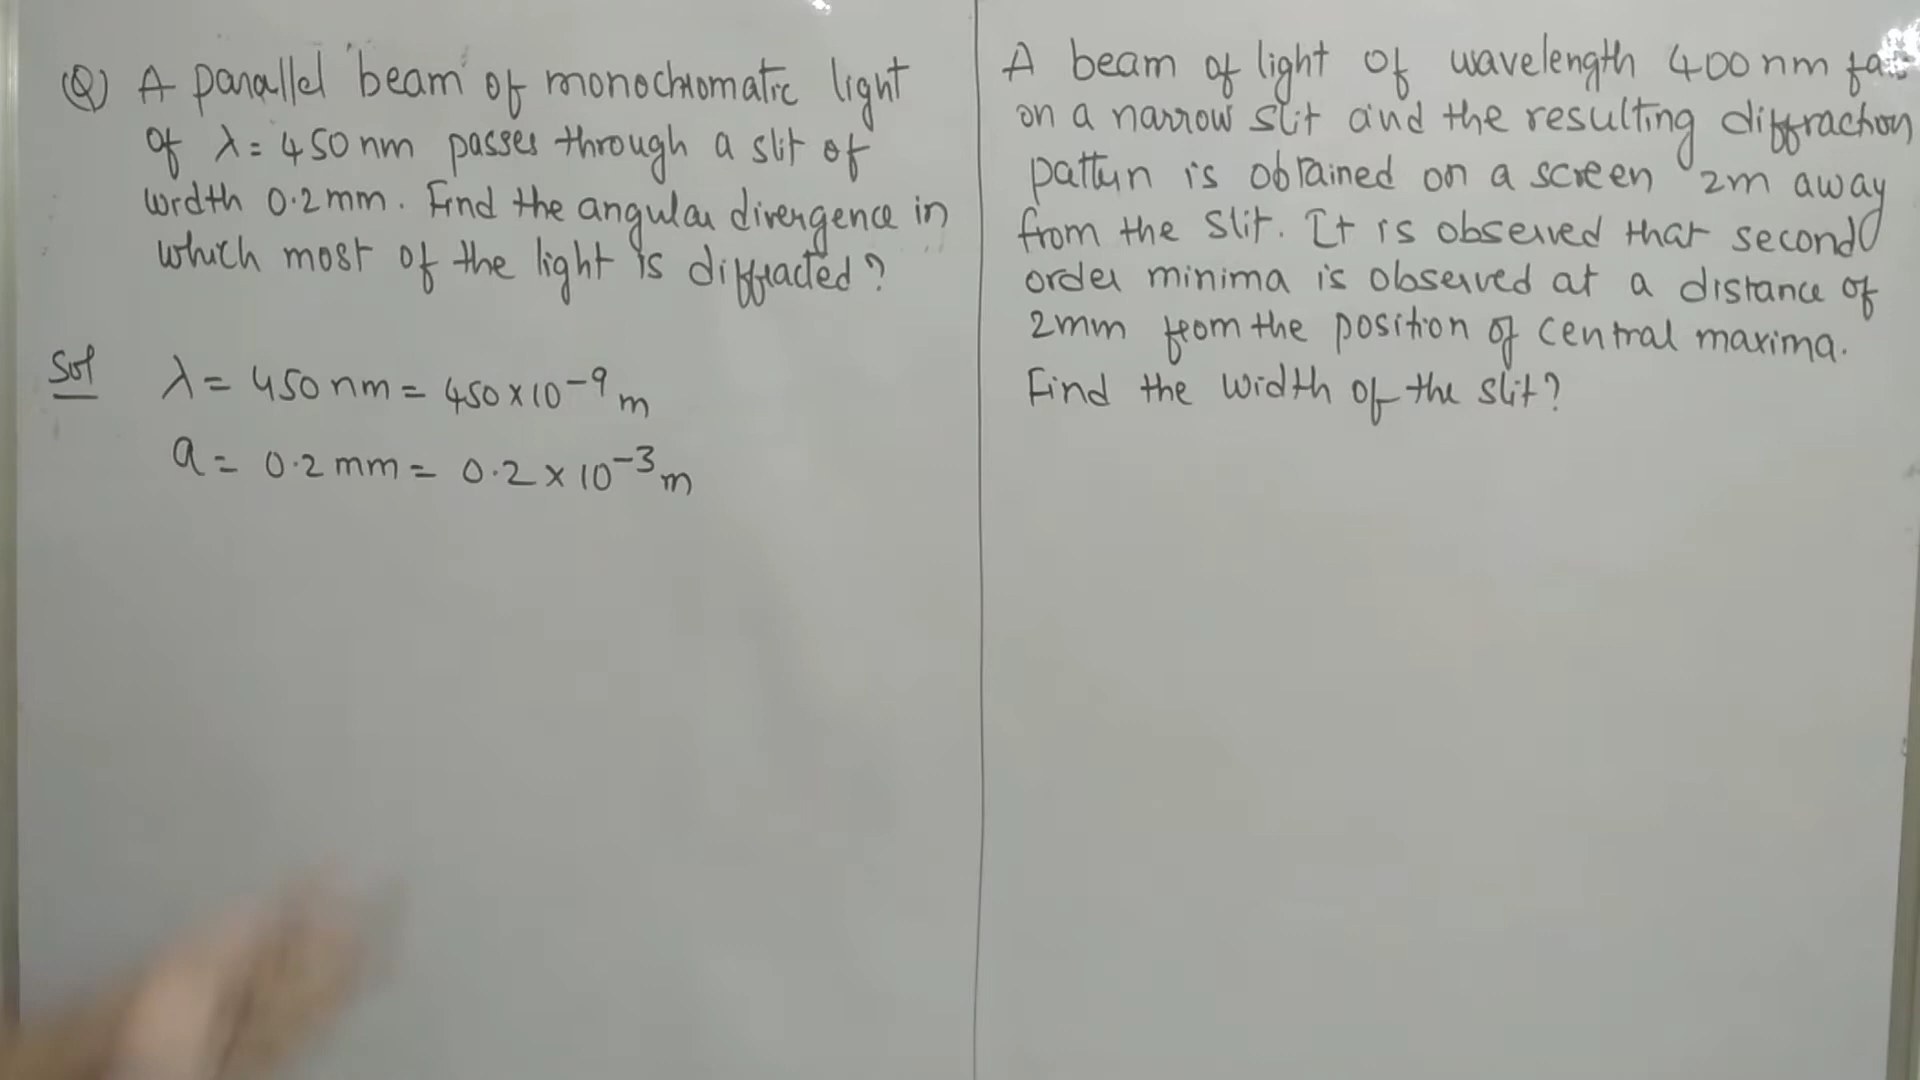 (Q) A parallel beam of monochromatic light
of λ = 450 nm passes through a slit of
width 0.2 mm. Find the angular divergence in
which most of the light is diffracted?
Sol λ = 450 nm = 450 × 10⁻⁹ m
a = 0.2 mm = 0.2 × 10⁻³ m
A beam of light of wavelength 400 nm
on a narrow slit and the resulting diffraction
pattern is obtained on a screen 2m away
from the slit. It is observed that second
order minima is observed at a distance of
2mm from the position of central maxima.
Find the width of the slit?